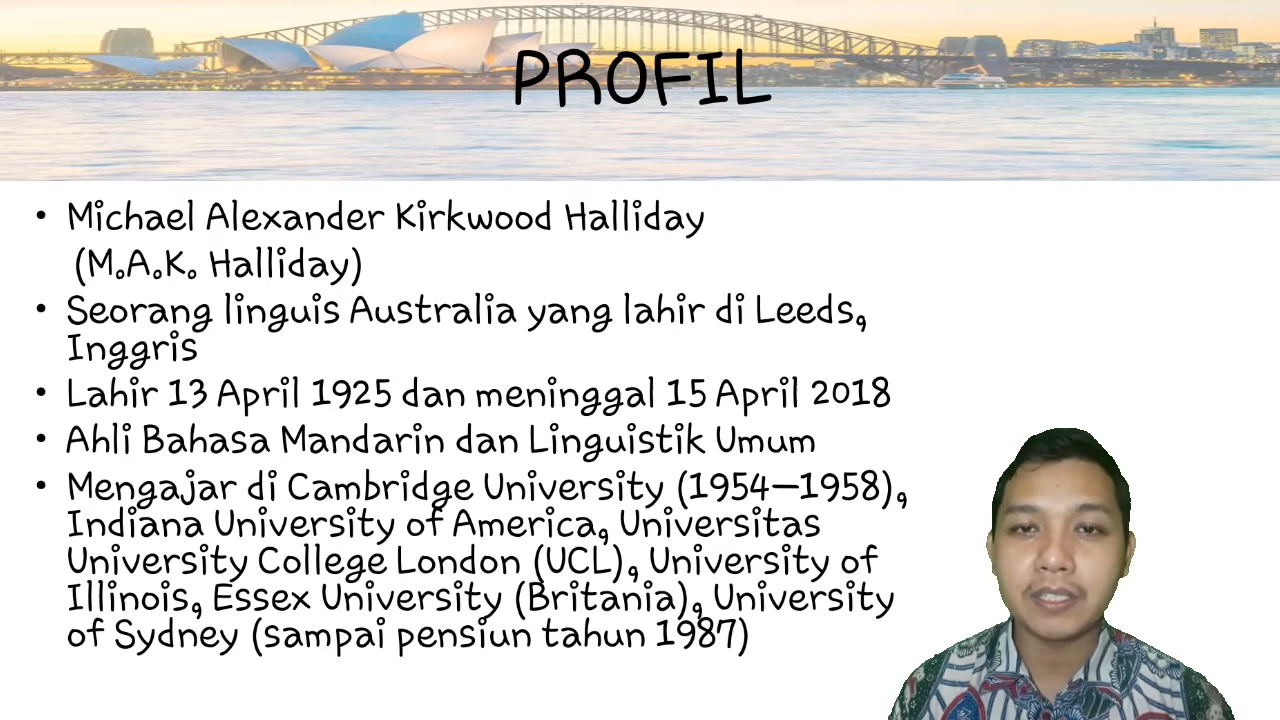 PROFIL
• Michael Alexander Kirkwood Halliday
(M.A.K. Halliday)
• Seorang linguis Australia yang lahir di Leeds,
Inggris
• Lahir 13 April 1925 dan meninggal 15 April 2018
• Ahli Bahasa Mandarin dan Linguistik Umum
• Mengajar di Cambridge University (1954–1958),
Indiana University of America, Universitas
University College London (UCL), University of
Illinois, Essex University (Britania), University
of Sydney (sampai pensiun tahun 1987)